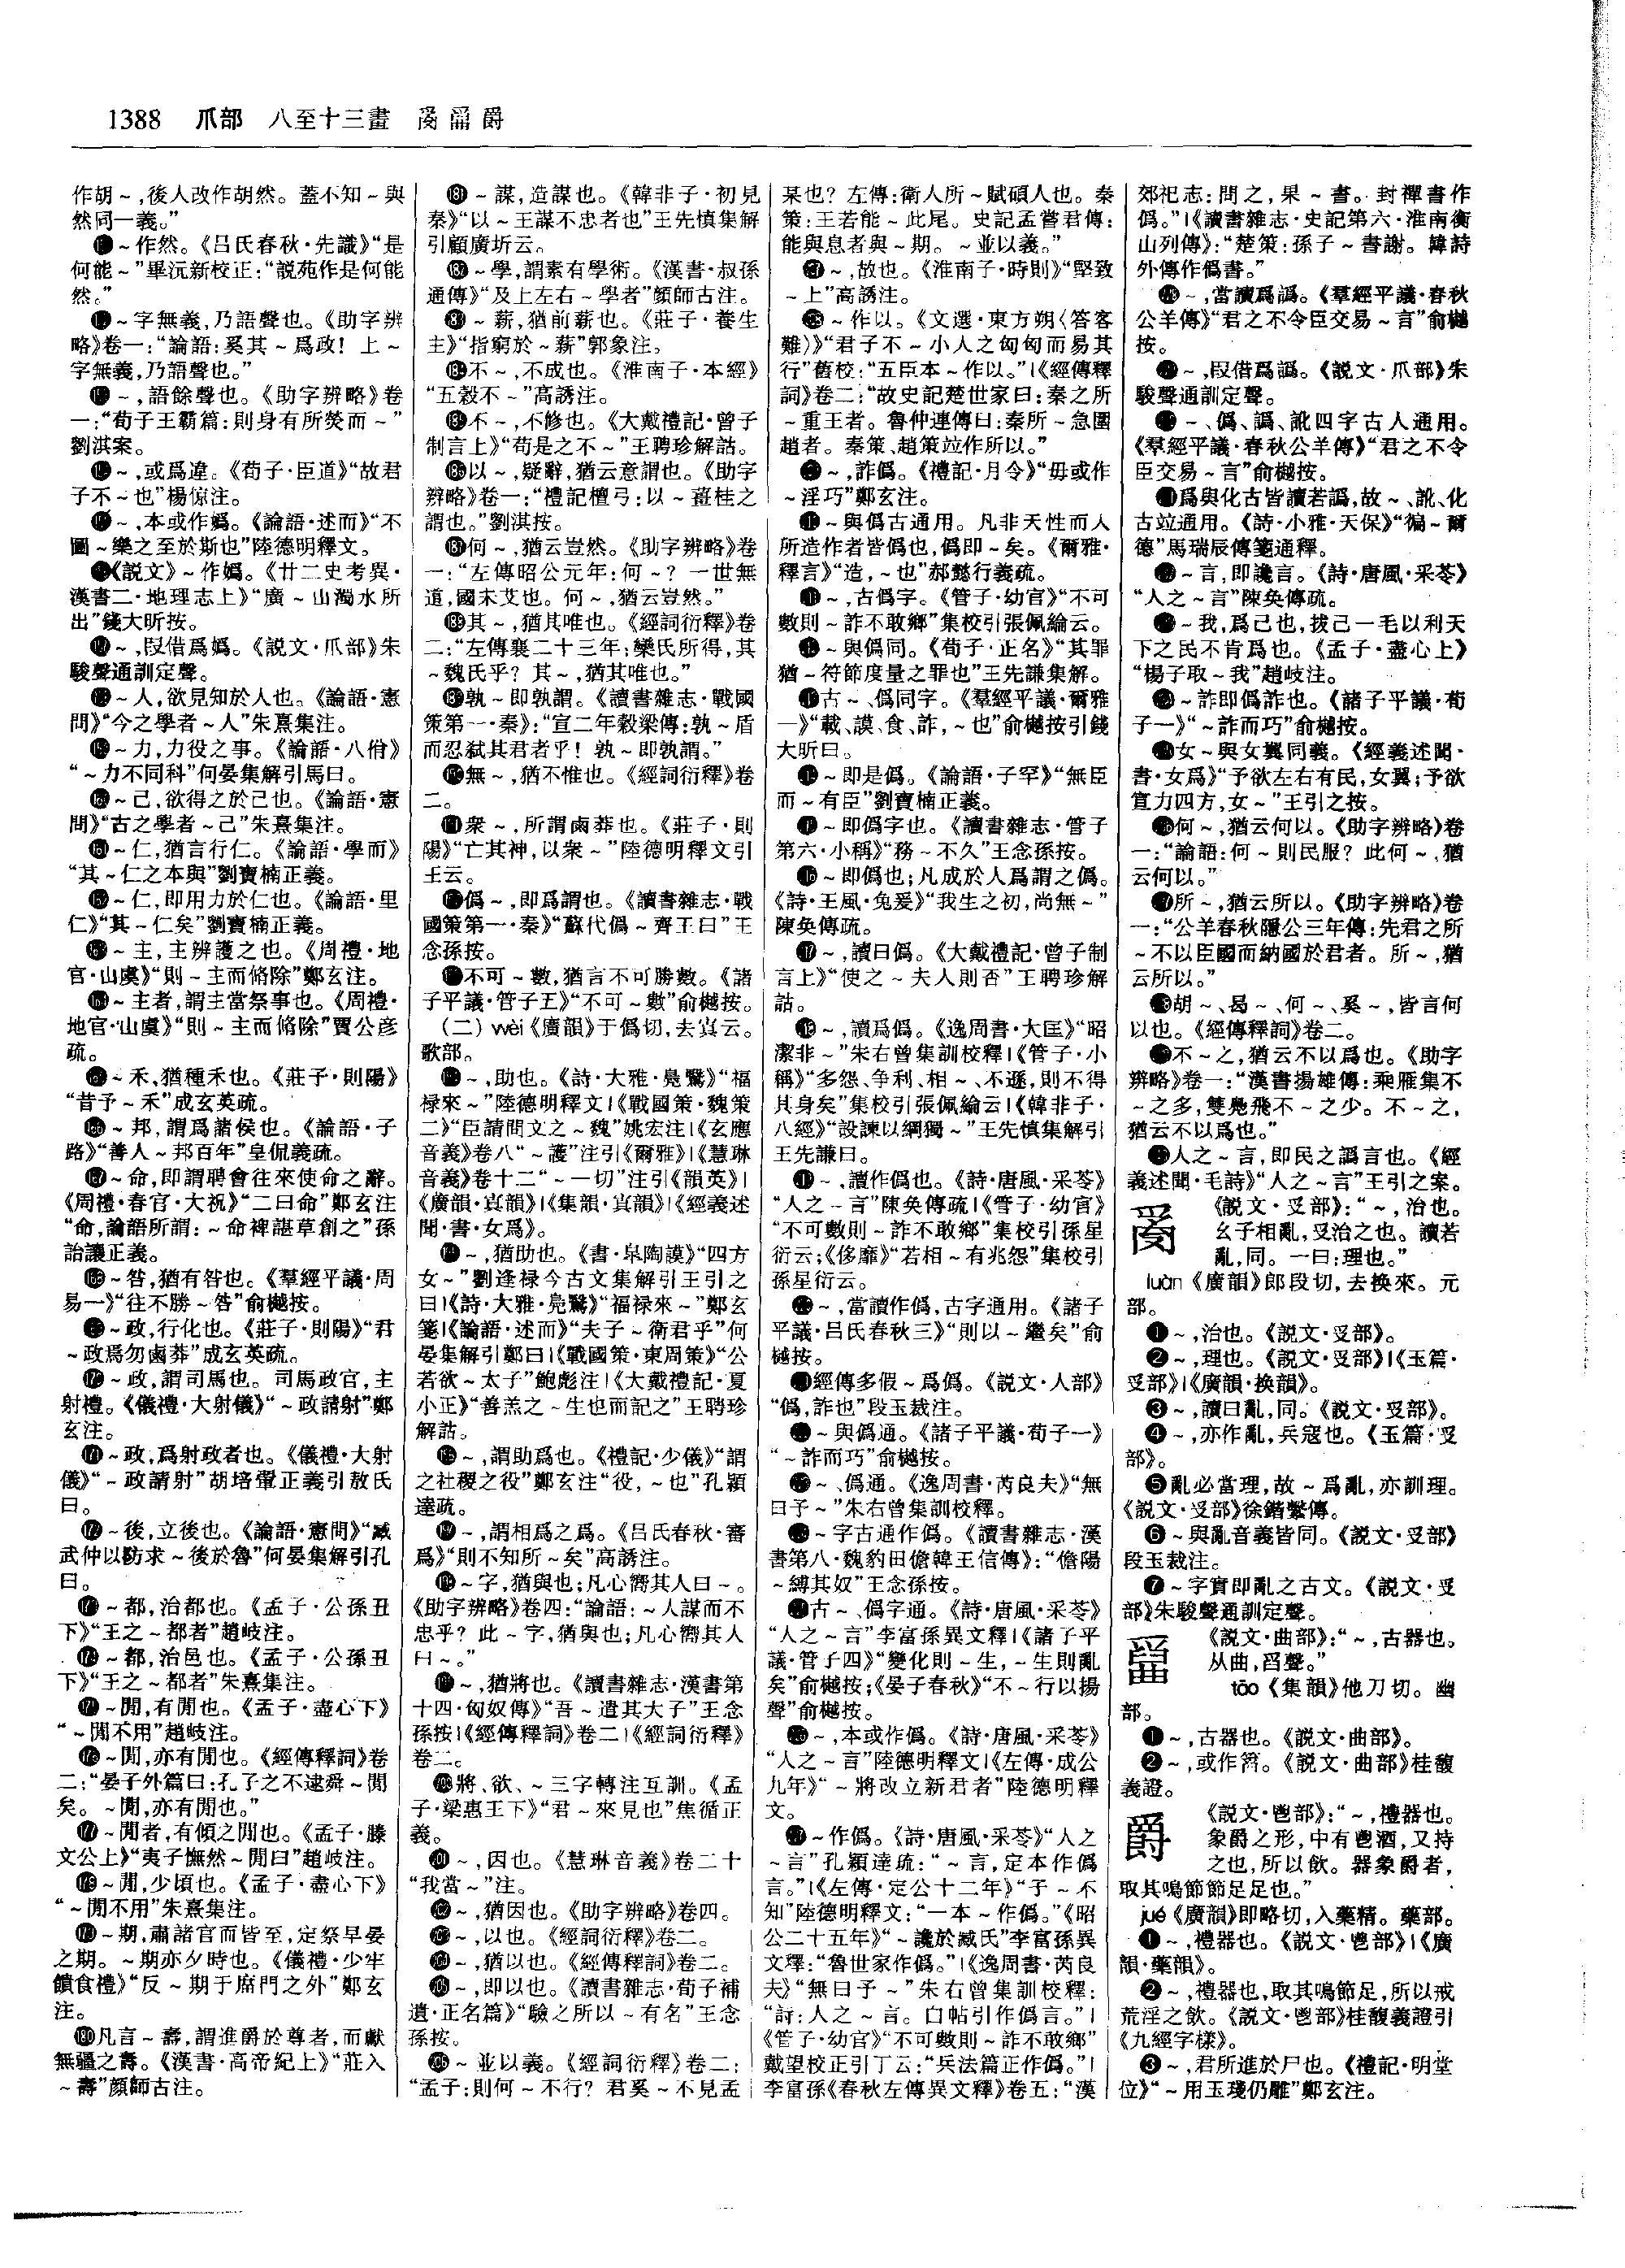 1388 爪部 八至十三畫 𤔔 𤔡 爵
作胡～,後人改作胡然。蓋不知～與
然同一義。”
～作然。《呂氏春秋·先識》“是
何能～”畢沅新校正:“説苑作是何能
然。”
～字無義,乃語聲也。《助字辨
略》卷一:“論語:奚其～爲政!上～
字無義,乃語聲也。”
～,語餘聲也。《助字辨略》卷
一:“荀子王霸篇:則身有所熒而～”
劉淇案。
～,或爲違。《荀子·臣道》“故君
子不～也”楊倞注。
～,本或作嬀。《論語·述而》“不
圖～樂之至於斯也”陸德明釋文。
《説文》～作嬀。《廿二史考異·
漢書二·地理志上》“廣～山濁水所
出”錢大昕按。
～,叚借爲嬀。《説文·爪部》朱
駿聲通訓定聲。
～人,欲見知於人也。《論語·憲
問》“今之學者～人”朱熹集注。
～力,力役之事。《論語·八佾》
“～力不同科”何晏集解引馬曰。
～己,欲得之於己也。《論語·憲
問》“古之學者～己”朱熹集注。
～仁,猶言行仁。《論語·學而》
“其～仁之本與”劉寶楠正義。
～仁,即用力於仁也。《論語·里
仁》“其～仁矣”劉寶楠正義。
～主,主辨護之也。《周禮·地
官·山虞》“則～主而脩除”鄭玄注。
～主者,謂主當祭事也。《周禮·
地官·山虞》“則～主而脩除”賈公彦
疏。
～禾,猶種禾也。《莊子·則陽》
“昔予～禾”成玄英疏。
～邦,謂爲諸侯也。《論語·子
路》“善人～邦百年”皇侃義疏。
～命,即謂聘會往來使命之辭。
《周禮·春官·大祝》“二曰命”鄭玄注
“命,論語所謂:～命裨諶草創之”孫
詒讓正義。
～咎,猶有咎也。《羣經平議·周
易一》“往不勝～咎”俞樾按。
～政,行化也。《莊子·則陽》“君
～政焉勿鹵莽”成玄英疏。
～政,謂司馬也。司馬政官,主
射禮。《儀禮·大射儀》“～政請射”鄭
玄注。
～政,爲射政者也。《儀禮·大射
儀》“～政請射”胡培翬正義引敖氏
曰。
～後,立後也。《論語·憲問》“臧
武仲以防求～後於魯”何晏集解引孔
曰。
～都,治都也。《孟子·公孫丑
下》“王之～都者”趙岐注。
～都,治邑也。《孟子·公孫丑
下》“王之～都者”朱熹集注。
～閒,有閒也。《孟子·盡心下》
“～閒不用”趙岐注。
～閒,亦有閒也。《經傳釋詞》卷
二:“晏子外篇曰:孔子之不逮舜～閒
矣。～閒,亦有閒也。”
～閒者,有傾之閒也。《孟子·滕
文公上》“夷子憮然～閒曰”趙岐注。
～閒,少頃也。《孟子·盡心下》
“～閒不用”朱熹集注。
～期,肅諸官而皆至,定祭早晏
之期。～期亦夕時也。《儀禮·少牢
饋食禮》“反～期于庿門之外”鄭玄
注。
⑱凡言～壽,謂進爵於尊者,而獻
無疆之壽。《漢書·高帝紀上》“莊入
～壽”顔師古注。
～謀,造謀也。《韓非子·初見
秦》“以～王謀不忠者也”王先慎集解
引顧廣圻云。
～學,謂素有學術。《漢書·叔孫
通傳》“及上左右～學者”顔師古注。
～薪,猶前薪也。《莊子·養生
主》“指窮於～薪”郭象注。
不～,不成也。《淮南子·本經》
“五穀不～”高誘注。
不～,不修也。《大戴禮記·曾子
制言上》“苟是之不～”王聘珍解詁。
以～,疑辭,猶云意謂也。《助字
辨略》卷一:“禮記檀弓:以～薑桂之
謂也。”劉淇按。
何～,猶云豈然。《助字辨略》卷
一:“左傳昭公元年:何～?一世無
道,國未艾也。何～,猶云豈然。”
其～,猶其唯也。《經詞衍釋》卷
二:“左傳襄二十三年:欒氏所得,其
～魏氏乎?其～,猶其唯也。”
孰～即孰謂。《讀書雜志·戰國
策第一·秦》:“宣二年穀梁傳:孰～盾
而忍弑其君者乎!孰～即孰謂。”
無～,猶不惟也。《經詞衍釋》卷
二。
衆～,所謂鹵莽也。《莊子·則
陽》“亡其神,以衆～”陸德明釋文引
王云。
僞～,即爲謂也。《讀書雜志·戰
國策第一·秦》“蘇代僞～齊王曰”王
念孫按。
不可～數,猶言不可勝數。《諸
子平議·管子五》“不可～數”俞樾按。
(二)wèi《廣韻》于僞切,去寘云。
歌部。
～,助也。《詩·大雅·鳧鷖》“福
禄來～”陸德明釋文|《戰國策·魏策
二》“臣請問文之～魏”姚宏注|《玄應
音義》卷八“～護”注引《爾雅》|《慧琳
音義》卷十二“～一切”注引《韻英》|
《廣韻·寘韻》|《集韻·寘韻》|《經義述
聞·書·女爲》。
～,猶助也。《書·臯陶謨》“四方
女～”劉逢禄今古文集解引王引之
曰|《詩·大雅·鳧鷖》“福禄來～”鄭玄
箋|《論語·述而》“夫子～衛君乎”何
晏集解引鄭曰|《戰國策·東周策》“公
若欲～太子”鮑彪注|《大戴禮記·夏
小正》“善羔之～生也而記之”王聘珍
解詁。
～,謂助爲也。《禮記·少儀》“謂
之社稷之役”鄭玄注“役,～也”孔穎
達疏。
～,謂相爲之爲。《呂氏春秋·審
爲》“則不知所～矣”高誘注。
～字,猶與也;凡心嚮其人曰～。
《助字辨略》卷四:“論語:～人謀而不
忠乎?此～字,猶與也;凡心嚮其人
曰～。”
～,猶將也。《讀書雜志·漢書第
十四·匈奴傳》“吾～遣其大子”王念
孫按|《經傳釋詞》卷二|《經詞衍釋》
卷二。
將、欲、～三字轉注互訓。《孟
子·梁惠王下》“君～來見也”焦循正
義。
～,因也。《慧琳音義》卷二十
“我當～”注。
～,猶因也。《助字辨略》卷四。
～,以也。《經詞衍釋》卷二。
～,猶以也。《經傳釋詞》卷二。
～,即以也。《讀書雜志·荀子補
遺·正名篇》“驗之所以～有名”王念
孫按。
～並以義。《經詞衍釋》卷二:
“孟子:則何～不行?君奚～不見孟
某也?左傳:衛人所～賦碩人也。秦
策:王若能～此尾。史記孟嘗君傳:
能與息者與～期。～並以義。”
～,故也。《淮南子·時則》“堅致
～上”高誘注。
～作以。《文選·東方朔〈答客
難〉》“君子不～小人之匈匈而易其
行”舊校:“五臣本～作以。”|《經傳釋
詞》卷二:“故史記楚世家曰:秦之所
～重王者。魯仲連傳曰:秦所～急圍
趙者。秦策、趙策竝作所以。”
～,詐僞。《禮記·月令》“毋或作
～淫巧”鄭玄注。
～與僞古通用。凡非天性而人
所造作者皆僞也,僞即～矣。《爾雅·
釋言》“造,～也”郝懿行義疏。
～,古僞字。《管子·幼官》“不可
數則～詐不敢鄉”集校引張佩綸云。
～與僞同。《荀子·正名》“其罪
猶～符節度量之罪也”王先謙集解。
古～、僞同字。《羣經平議·爾雅
一》“載、謨、食、詐,～也”俞樾按引錢
大昕曰。
～即是僞。《論語·子罕》“無臣
而～有臣”劉寶楠正義。
～即僞字也。《讀書雜志·管子
第六·小稱》“務～不久”王念孫按。
～即僞也;凡成於人爲謂之僞。
《詩·王風·兔爰》“我生之初,尚無～”
陳奂傳疏。
～,讀曰僞。《大戴禮記·曾子制
言上》“使之～夫人則否”王聘珍解
詁。
～,讀爲僞。《逸周書·大匡》“昭
潔非～”朱右曾集訓校釋|《管子·小
稱》“多怨、争利、相～、不遜,則不得
其身矣”集校引張佩綸云|《韓非子·
八經》“設諫以綱獨～”王先慎集解引
王先謙曰。
～,讀作僞也。《詩·唐風·采苓》
“人之～言”陳奂傳疏|《管子·幼官》
“不可數則～詐不敢鄉”集校引孫星
衍云;《侈靡》“若相～有兆怨”集校引
孫星衍云。
～,當讀作僞,古字通用。《諸子
平議·呂氏春秋三》“則以～繼矣”俞
樾按。
經傳多假～爲僞。《説文·人部》
“僞,詐也”段玉裁注。
～與僞通。《諸子平議·荀子一》
“～詐而巧”俞樾按。
～、僞通。《逸周書·芮良夫》“無
曰予～”朱右曾集訓校釋。
～字古通作僞。《讀書雜志·漢
書第八·魏豹田儋韓王信傳》:“儋陽
～縛其奴”王念孫按。
古～、僞字通。《詩·唐風·采苓》
“人之～言”李富孫異文釋|《諸子平
議·管子四》“變化則～生,～生則亂
矣”俞樾按;《晏子春秋》“不～行以揚
聲”俞樾按。
～,本或作僞。《詩·唐風·采苓》
“人之～言”陸德明釋文|《左傳·成公
九年》“～將改立新君者”陸德明釋
文。
～作僞。《詩·唐風·采苓》“人之
～言”孔穎達疏:“～言,定本作僞
言。”|《左傳·定公十二年》“子～不
知”陸德明釋文:“一本～作僞。”《昭
公二十五年》“～讒於臧氏”李富孫異
文釋:“魯世家作僞。”|《逸周書·芮良
夫》“無曰予～”朱右曾集訓校釋:
“詩:人之～言。白帖引作僞言。”|
《管子·幼官》“不可數則～詐不敢鄉”
戴望校正引丁云:“兵法篇正作僞。”|
李富孫《春秋左傳異文釋》卷五:“漢
郊祀志:問之,果～書。封禪書作
僞。”|《讀書雜志·史記第六·淮南衡
山列傳》:“楚策:孫子～書謝。韓詩
外傳作僞書。”
～,當讀爲譌。《羣經平議·春秋
公羊傳》“君之不令臣交易～言”俞樾
按。
～,叚借爲譌。《説文·爪部》朱
駿聲通訓定聲。
～、僞、譌、訛四字古人通用。
《羣經平議·春秋公羊傳》“君之不令
臣交易～言”俞樾按。
爲與化古皆讀若譌,故～、訛、化
古竝通用。《詩·小雅·天保》“徧～爾
德”馬瑞辰傳箋通釋。
～言,即讒言。《詩·唐風·采苓》
“人之～言”陳奂傳疏。
～我,爲己也,拔己一毛以利天
下之民不肯爲也。《孟子·盡心上》
“楊子取～我”趙岐注。
～詐即僞詐也。《諸子平議·荀
子一》“～詐而巧”俞樾按。
女～與女翼同義。《經義述聞·
書·女爲》“予欲左右有民,女翼;予欲
宣力四方,女～”王引之按。
何～,猶云何以。《助字辨略》卷
一:“論語:何～則民服?此何～,猶
云何以。”
所～,猶云所以。《助字辨略》卷
一:“公羊春秋隱公三年傳:先君之所
～不以臣國而納國於君者。所～,猶
云所以。”
胡～、曷～、何～、奚～,皆言何
以也。《經傳釋詞》卷二。
不～之,猶云不以爲也。《助字
辨略》卷一:“漢書揚雄傳:乘雁集不
～之多,雙鳧飛不～之少。不～之,
猶云不以爲也。”
人之～言,即民之譌言也。《經
義述聞·毛詩》“人之～言”王引之案。
𤔔 《説文·𠬪部》:“～,治也。
幺子相亂,𠬪治之也。讀若
亂,同。一曰:理也。”
luàn《廣韻》郎段切,去换來。元
部。
❶～,治也。《説文·𠬪部》。
❷～,理也。《説文·𠬪部》|《玉篇·
𠬪部》|《廣韻·换韻》。
❸～,讀曰亂,同。《説文·𠬪部》。
❹～,亦作亂,兵寇也。《玉篇·𠬪
部》。
❺亂必當理,故～爲亂,亦訓理。
《説文·𠬪部》徐鍇繫傳。
❻～與亂音義皆同。《説文·𠬪部》
段玉裁注。
❼～字實即亂之古文。《説文·𠬪
部》朱駿聲通訓定聲。
《説文·曲部》:“～,古器也。
从曲,舀聲。”
tāo《集韻》他刀切。幽
部。
❶～,古器也。《説文·曲部》。
❷～,或作匘。《説文·曲部》桂馥
義證。
爵 《説文·鬯部》:“～,禮器也。
象爵之形,中有鬯酒,又持
之也,所以飲。器象爵者,
取其鳴節節足足也。”
jué《廣韻》即略切,入藥精。藥部。
❶～,禮器也。《説文·鬯部》|《廣
韻·藥韻》。
❷～,禮器也,取其鳴節足,所以戒
荒淫之飲。《説文·鬯部》桂馥義證引
《九經字樣》。
❸～,君所進於尸也。《禮記·明堂
位》“～用玉琖仍雕”鄭玄注。